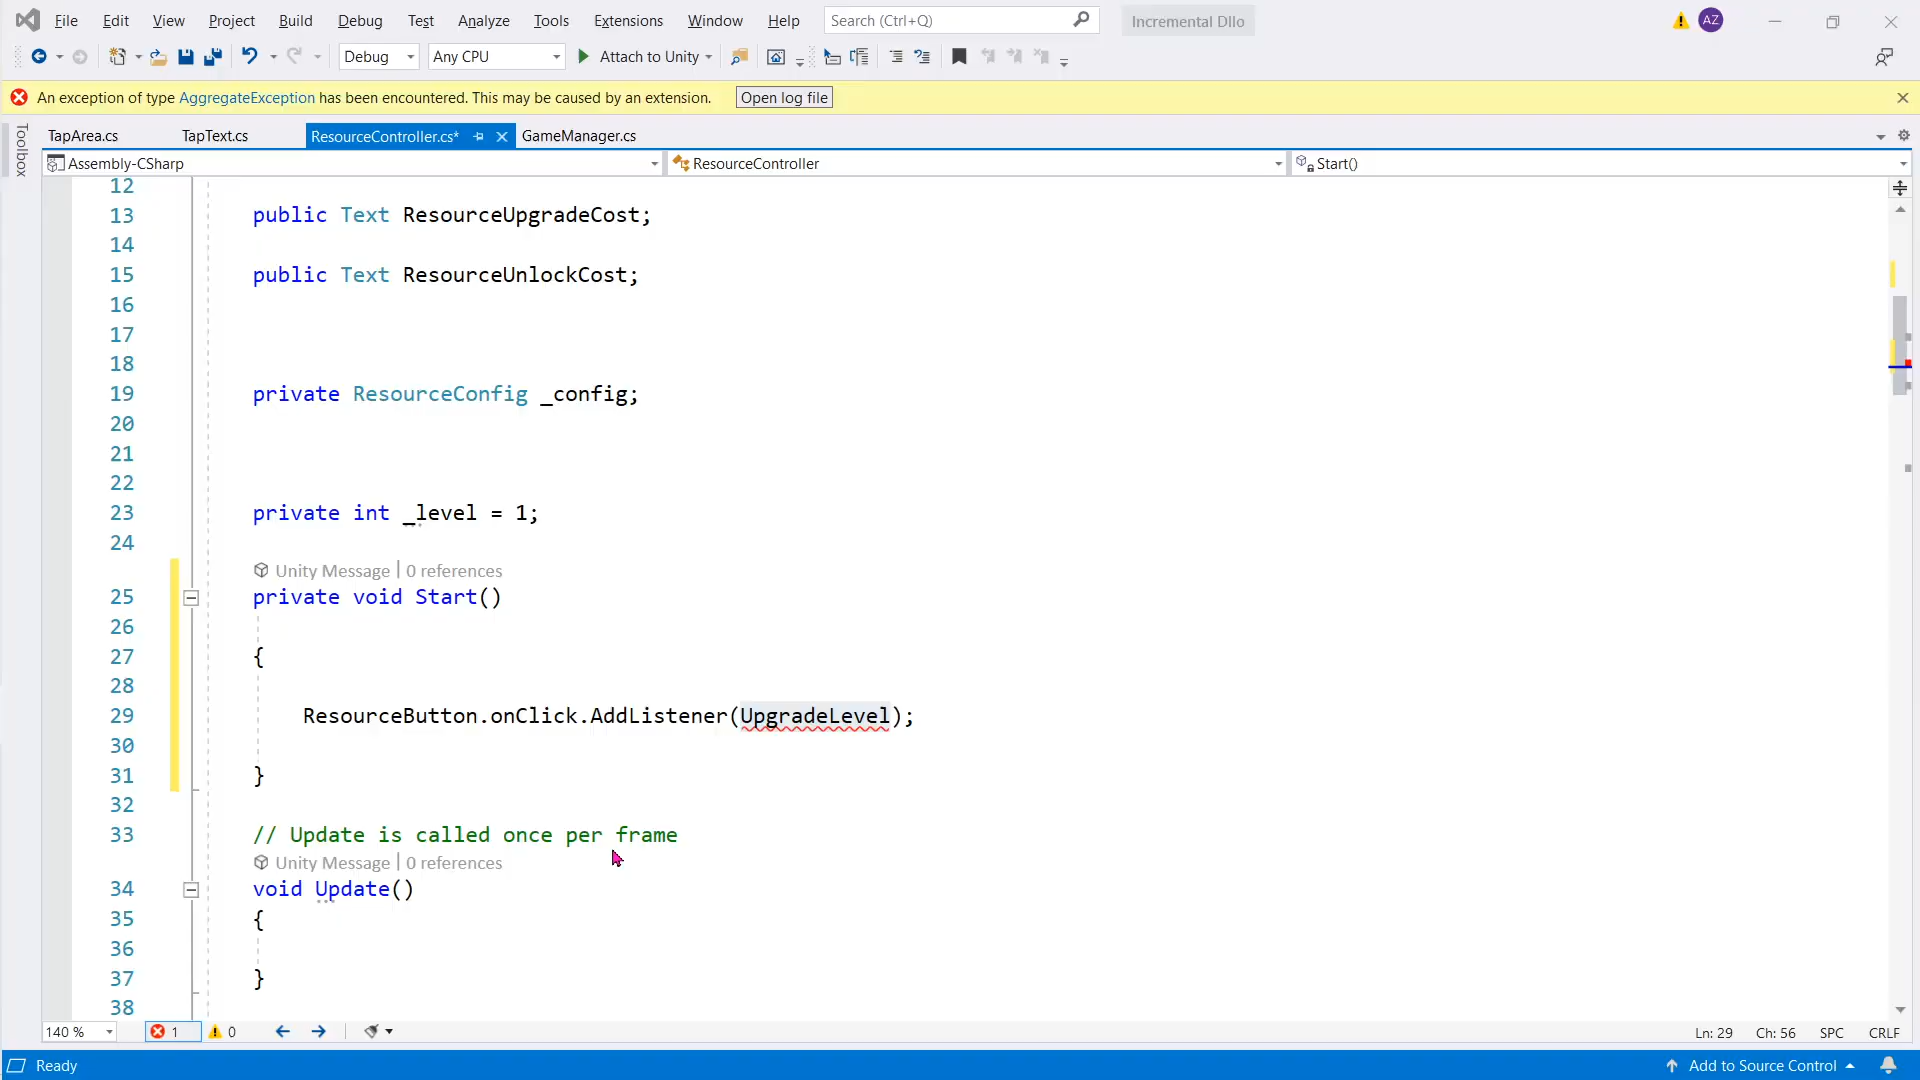 File Edit View Project Build Debug Test Analyze Tools Extensions Window Help Search (Ctrl+Q) Incremental Dllo AZ
Debug Any CPU Attach to Unity
An exception of type AggregateException has been encountered. This may be caused by an extension. Open log file
Toolbox
TapArea.cs TapText.cs ResourceController.cs* GameManager.cs
Assembly-CSharp ResourceController Start()
12
13 public Text ResourceUpgradeCost;
14
15 public Text ResourceUnlockCost;
16
17
18
19 private ResourceConfig _config;
20
21
22
23 private int _level = 1;
24
Unity Message | 0 references
25 private void Start()
26
27 {
28
29 ResourceButton.onClick.AddListener(UpgradeLevel);
30
31 }
32
33 // Update is called once per frame
Unity Message | 0 references
34 void Update()
35 {
36
37 }
38
140 % 1 0 Ln: 29 Ch: 56 SPC CRLF
Ready Add to Source Control